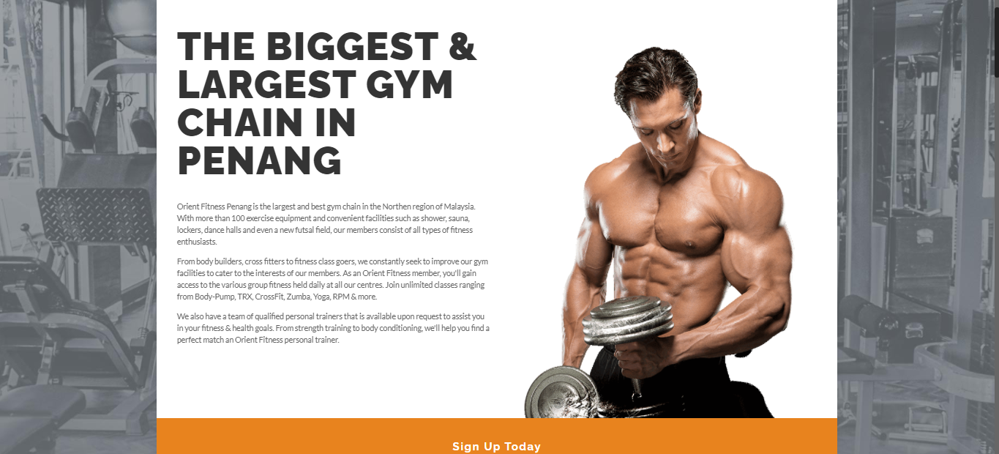 THE BIGGEST &
LARGEST GYM
CHAIN IN
PENANG
Orient Fitness Penang is the largest and best gym chain in the Northen region of Malaysia.
With more than 100 exercise equipment and convenient facilities such as shower, sauna,
lockers, dance halls and even a new futsal field, our members consist of all types of fitness
enthusiasts.
From body builders, cross fitters to fitness class goers, we constantly seek to improve our gym
facilities to cater to the interests of our members. As an Orient Fitness member, you'll gain
access to the various group fitness held daily at all our centres. Join unlimited classes ranging
from Body-Pump, TRX, CrossFit, Zumba, Yoga, RPM & more.
We also have a team of qualified personal trainers that is available upon request to assist you
in your fitness & health goals. From strength training to body conditioning, we'll help you find a
perfect match an Orient Fitness personal trainer.
Sign Up Today